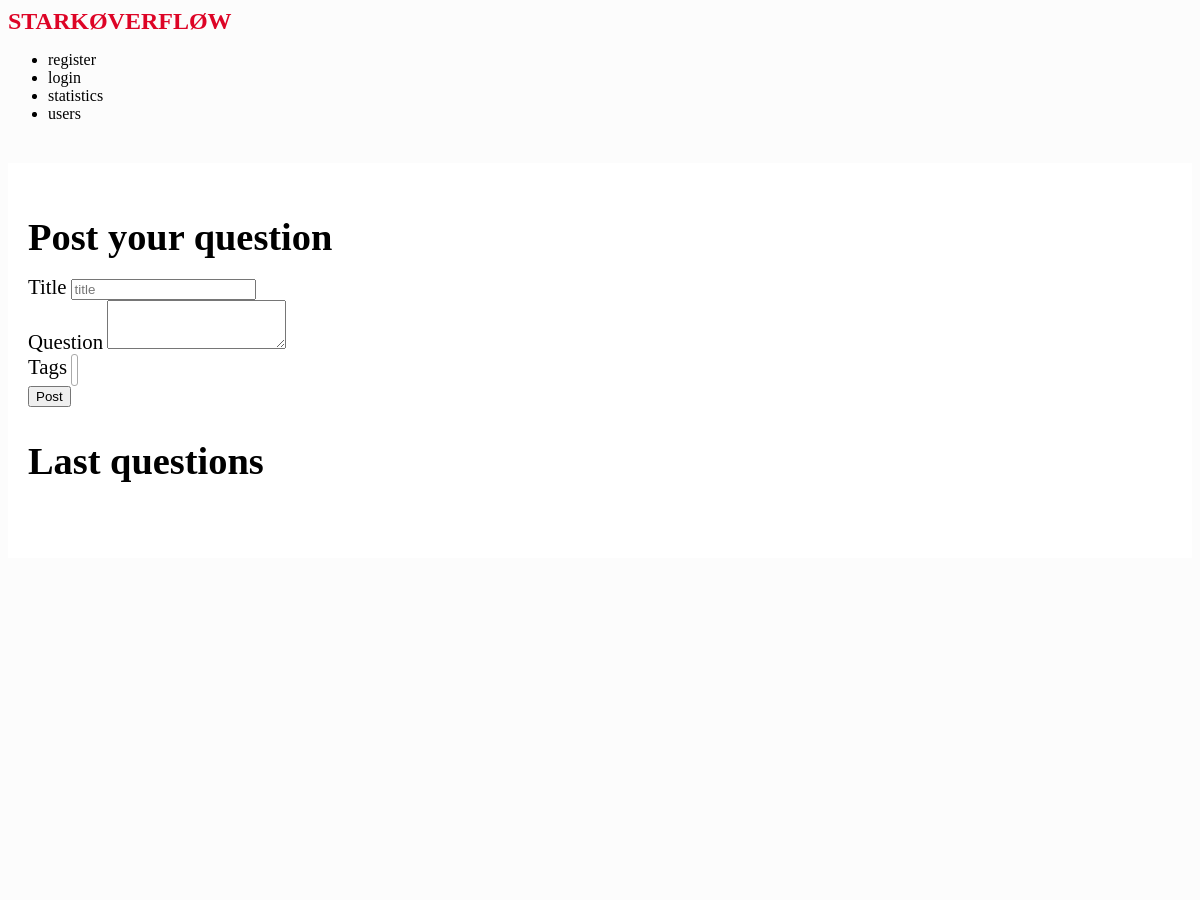 STARKØVERFLØW
register
login
statistics
users
Post your question
Title title
Question
Tags
Post
Last questions